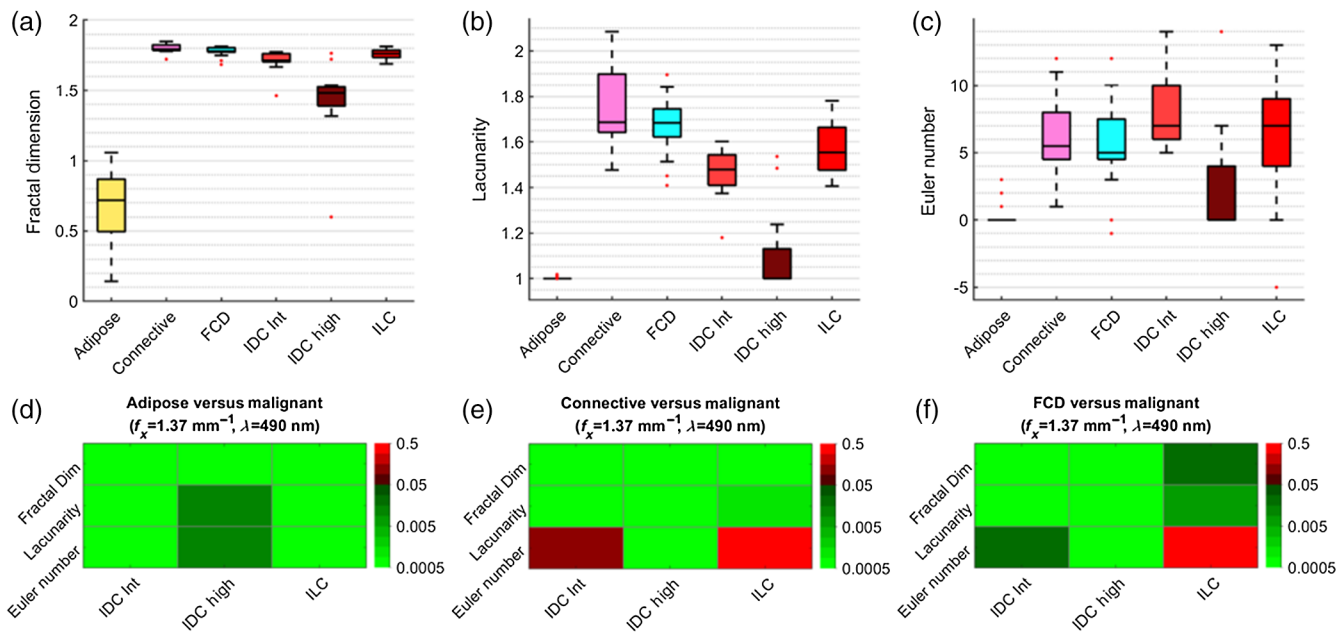 (a)
Fractal dimension
2
1.5
1
0.5
0
Adipose
Connective
FCD
IDC Int
IDC high
ILC
(b)
Lacunarity
2
1.8
1.6
1.4
1.2
1
Adipose
Connective
FCD
IDC Int
IDC high
ILC
(c)
Euler number
10
5
0
-5
Adipose
Connective
FCD
IDC Int
IDC high
ILC
(d)
Adipose versus malignant
(fx=1.37 mm⁻¹, λ=490 nm)
Fractal Dim
Lacunarity
Euler number
IDC Int
IDC high
ILC
0.5
0.05
0.005
0.0005
(e)
Connective versus malignant
(fx=1.37 mm⁻¹, λ=490 nm)
Fractal Dim
Lacunarity
Euler number
IDC Int
IDC high
ILC
0.5
0.05
0.005
0.0005
(f)
FCD versus malignant
(fx=1.37 mm⁻¹, λ=490 nm)
Fractal Dim
Lacunarity
Euler number
IDC Int
IDC high
ILC
0.5
0.05
0.005
0.0005